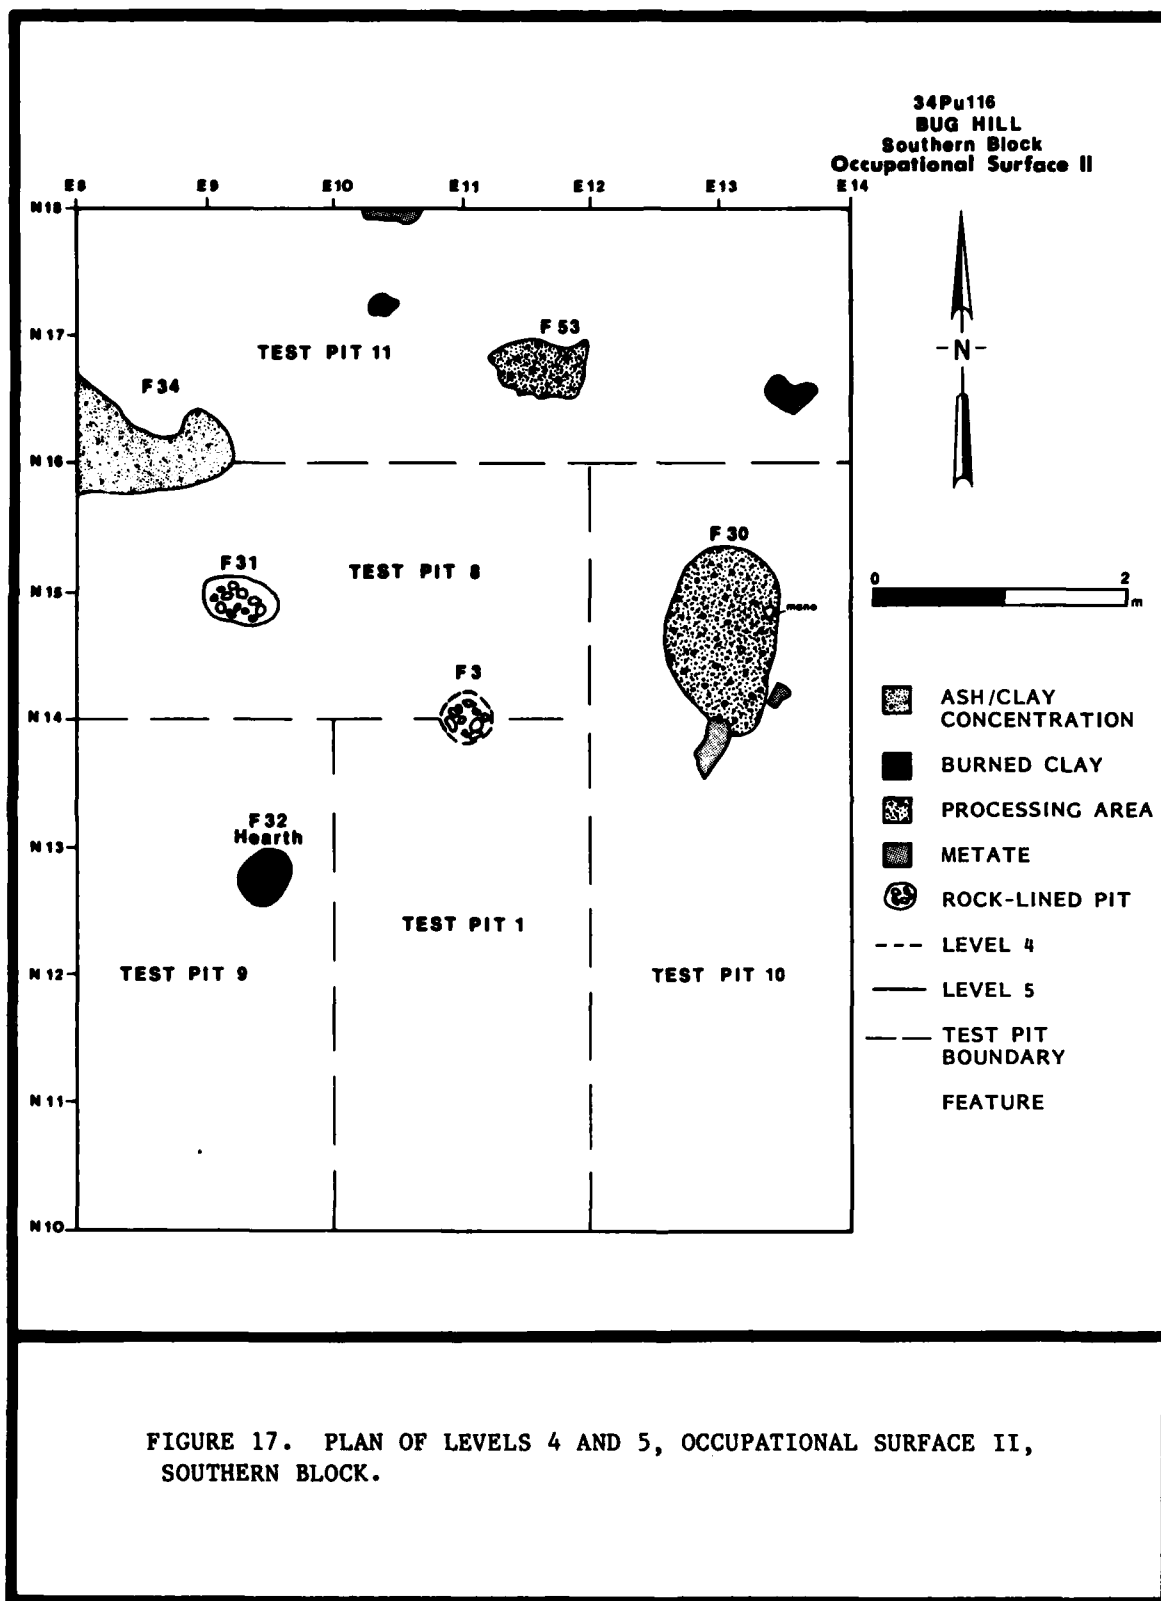 34Pu116
BUG HILL
Southern Block
Occupational Surface II
E8 E9 E10 E11 E12 E13 E14
N18
N17
N16
N15
N14
N13
N12
N11
N10
F 53
TEST PIT 11
F 34
F 30
F 31
TEST PIT 8
mano
F 3
F 32
Hearth
TEST PIT 1
TEST PIT 9
TEST PIT 10
-N-
0 2
m
ASH/CLAY
CONCENTRATION
BURNED CLAY
PROCESSING AREA
METATE
ROCK-LINED PIT
LEVEL 4
LEVEL 5
TEST PIT
BOUNDARY
FEATURE
FIGURE 17. PLAN OF LEVELS 4 AND 5, OCCUPATIONAL SURFACE II,
SOUTHERN BLOCK.